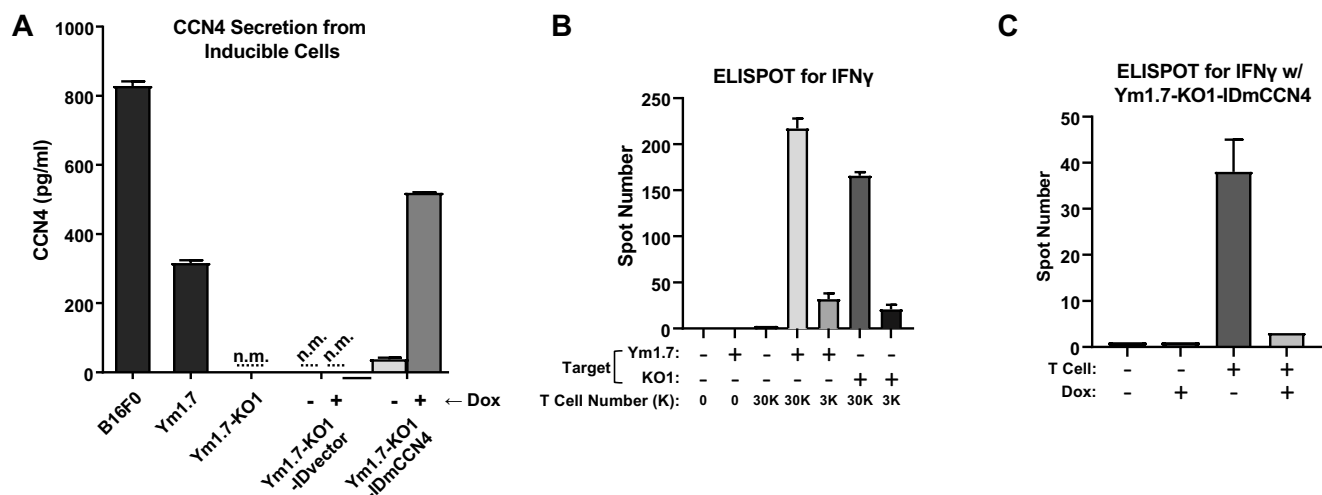 A
CCN4 Secretion from
Inducible Cells
CCN4 (pg/ml)
1000
800
600
400
200
0
n.m.
n.m.
n.m.
- + - + ← Dox
B16F0
Ym1.7
Ym1.7-KO1
Ym1.7-KO1
-IDvector
Ym1.7-KO1
-IDmCCN4
B
ELISPOT for IFNγ
Spot Number
250
200
150
100
50
0
Target
Ym1.7: - + - + + - -
KO1: - - - - - + +
T Cell Number (K): 0 0 30K 30K 3K 30K 3K
C
ELISPOT for IFNγ w/
Ym1.7-KO1-IDmCCN4
Spot Number
50
40
30
20
10
0
T Cell: - - + +
Dox: - + - +